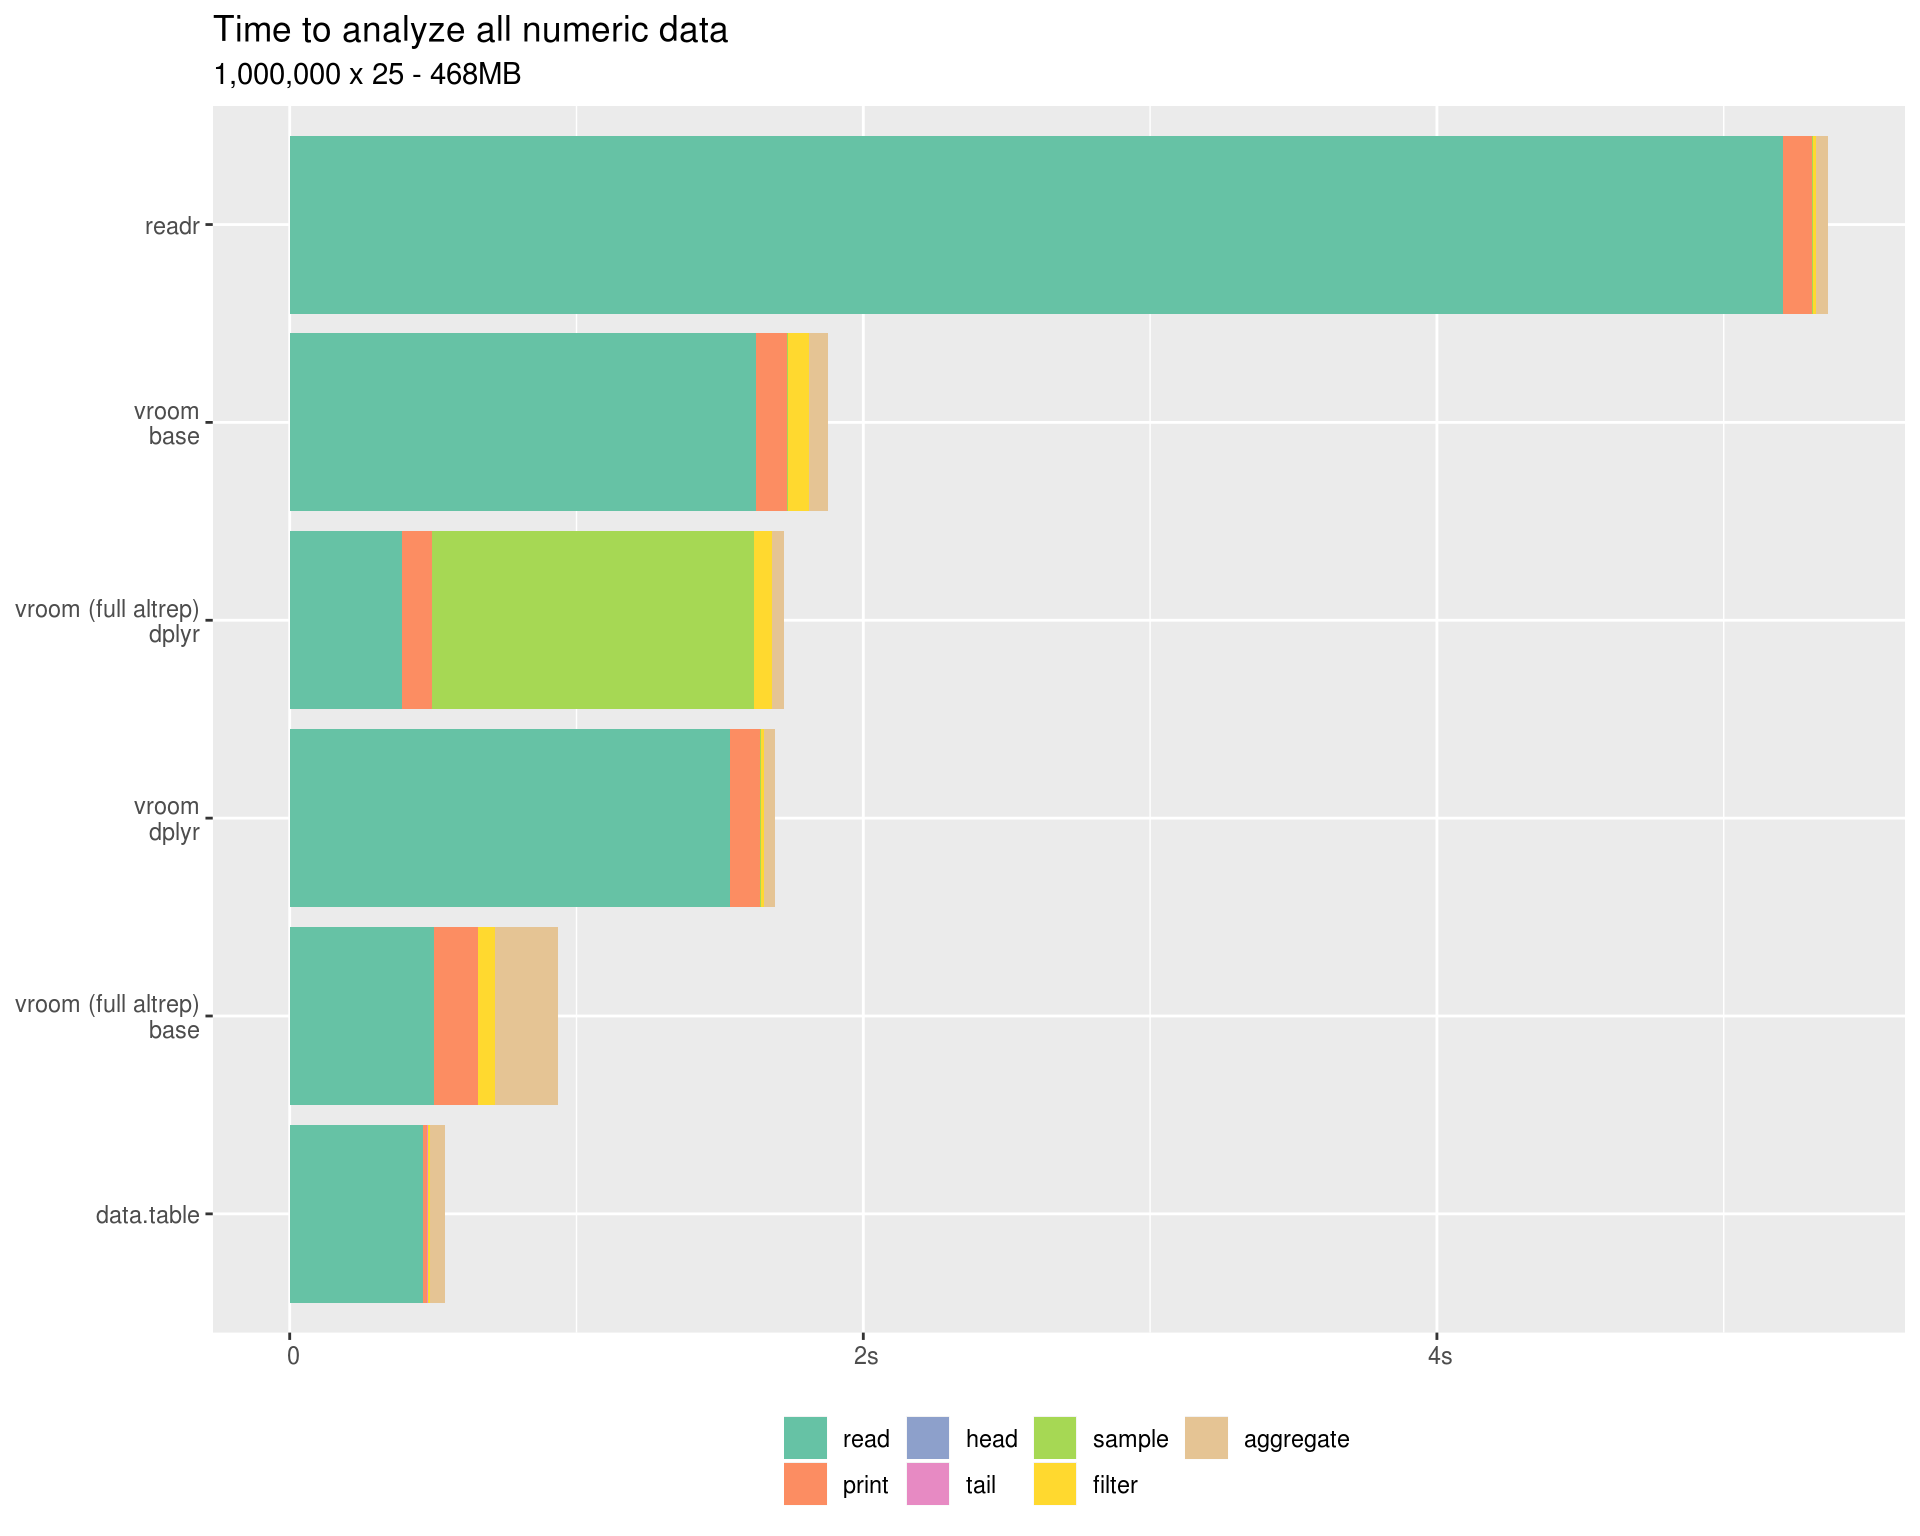 Time to analyze all numeric data
1,000,000 x 25 - 468MB
readr
vroom
base
vroom (full altrep)
dplyr
vroom
dplyr
vroom (full altrep)
base
data.table
0 2s 4s
read head sample aggregate
print tail filter